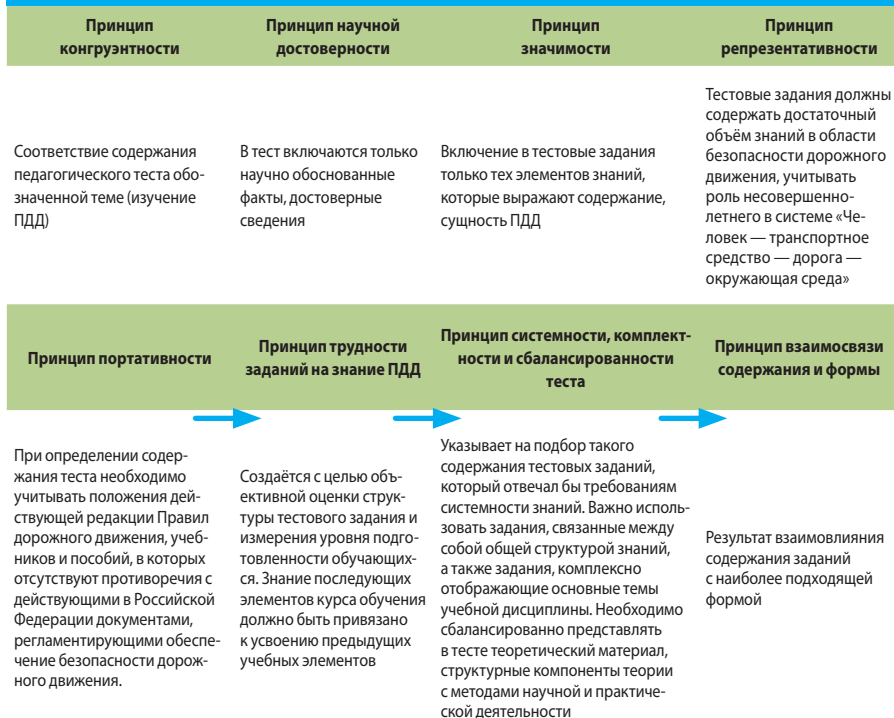 Принцип
конгруэнтности
Принцип научной
достоверности
Принцип
значимости
Принцип
репрезентативности
Соответствие содержания
педагогического теста обо-
значенной теме (изучение
ПДД)
В тест включаются только
научно обоснованные
факты, достоверные
сведения
Включение в тестовые задания
только тех элементов знаний,
которые выражают содержание,
сущность ПДД
Тестовые задания должны
содержать достаточный
объём знаний в области
безопасности дорожного
движения, учитывать
роль несовершенно-
летнего в системе «Че-
ловек — транспортное
средство — дорога —
окружающая среда»
Принцип портативности
Принцип трудности
заданий на знание ПДД
Принцип системности, комплект-
ности и сбалансированности
теста
Принцип взаимосвязи
содержания и формы
При определении содер-
жания теста необходимо
учитывать положения дей-
ствующей редакции Правил
дорожного движения, учеб-
ников и пособий, в которых
отсутствуют противоречия с
действующими в Российской
Федерации документами,
регламентирующими обеспе-
чение безопасности дорож-
ного движения.
Создаётся с целью объ-
ективной оценки струк-
туры тестового задания и
измерения уровня подго-
товленности обучающих-
ся. Знание последующих
элементов курса обучения
должно быть привязано
к усвоению предыдущих
учебных элементов
Указывает на подбор такого
содержания тестовых заданий,
который отвечал бы требованиям
системности знаний. Важно исполь-
зовать задания, связанные между
собой общей структурой знаний,
а также задания, комплексно
отображающие основные темы
учебной дисциплины. Необходимо
сбалансированно представлять
в тесте теоретический материал,
структурные компоненты теории
с методами научной и практиче-
ской деятельности
Результат взаимовлияния
содержания заданий
с наиболее подходящей
формой